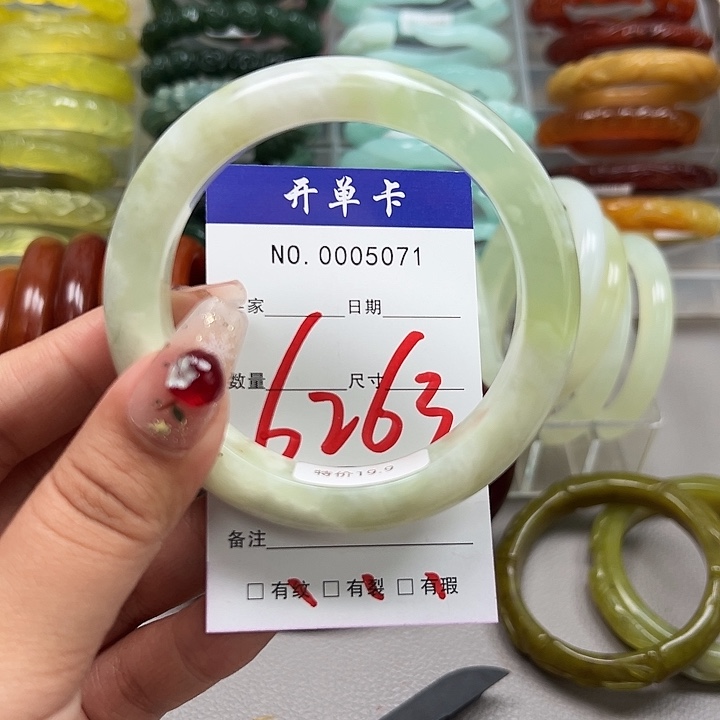 开单卡
NO. 0005071
家 日期
数量 尺寸
6263
特价19.9
备注
□ 有纹 □ 有裂 □ 有瑕